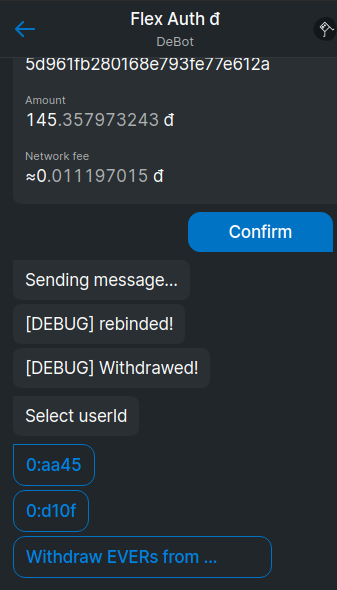 Flex Auth đ
DeBot
5d961fb280168e793fe77e612a
Amount
145.357973243 đ
Network fee
≈0.011197015 đ
Confirm
Sending message...
[DEBUG] rebinded!
[DEBUG] Withdrawed!
Select userId
0:aa45
0:d10f
Withdraw EVERs from ...